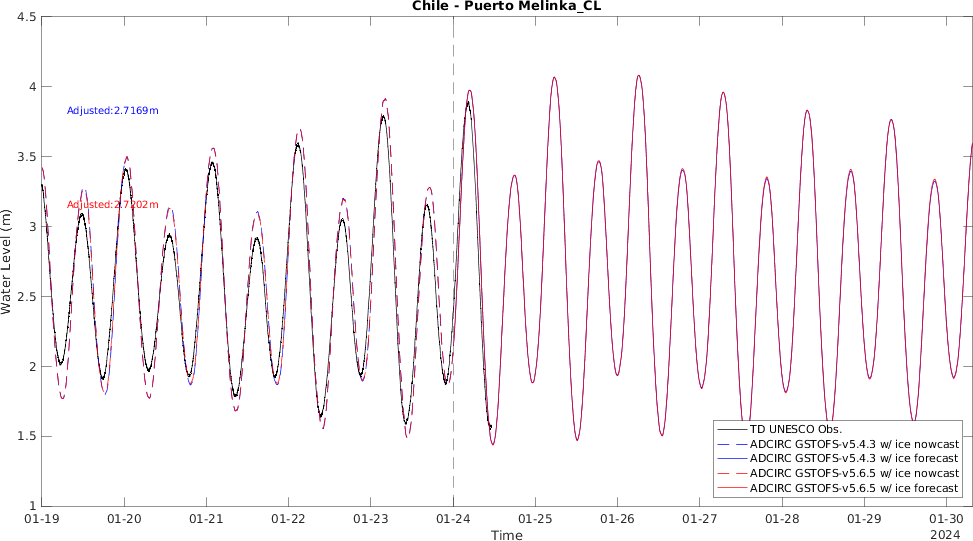 Chile - Puerto Melinka_CL
4.5
4
3.5
3
2.5
2
1.5
1
Water Level (m)
Adjusted:2.7169m
Adjusted:2.7202m
TD UNESCO Obs.
ADCIRC GSTOFS-v5.4.3 w/ ice nowcast
ADCIRC GSTOFS-v5.4.3 w/ ice forecast
ADCIRC GSTOFS-v5.6.5 w/ ice nowcast
ADCIRC GSTOFS-v5.6.5 w/ ice forecast
01-19 01-20 01-21 01-22 01-23 01-24 01-25 01-26 01-27 01-28 01-29 01-30
Time
2024